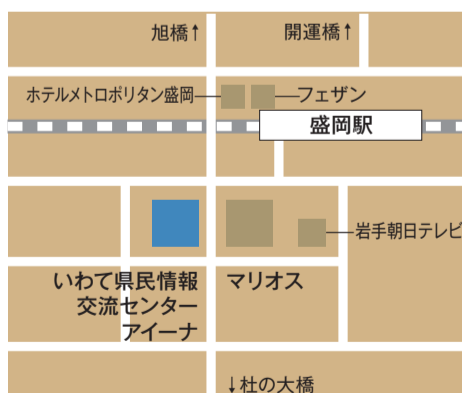 旭橋↑
開運橋↑
ホテルメトロポリタン盛岡
フェザン
盛岡駅
岩手朝日テレビ
いわて県民情報
交流センター
アイーナ
マリオス
↓杜の大橋